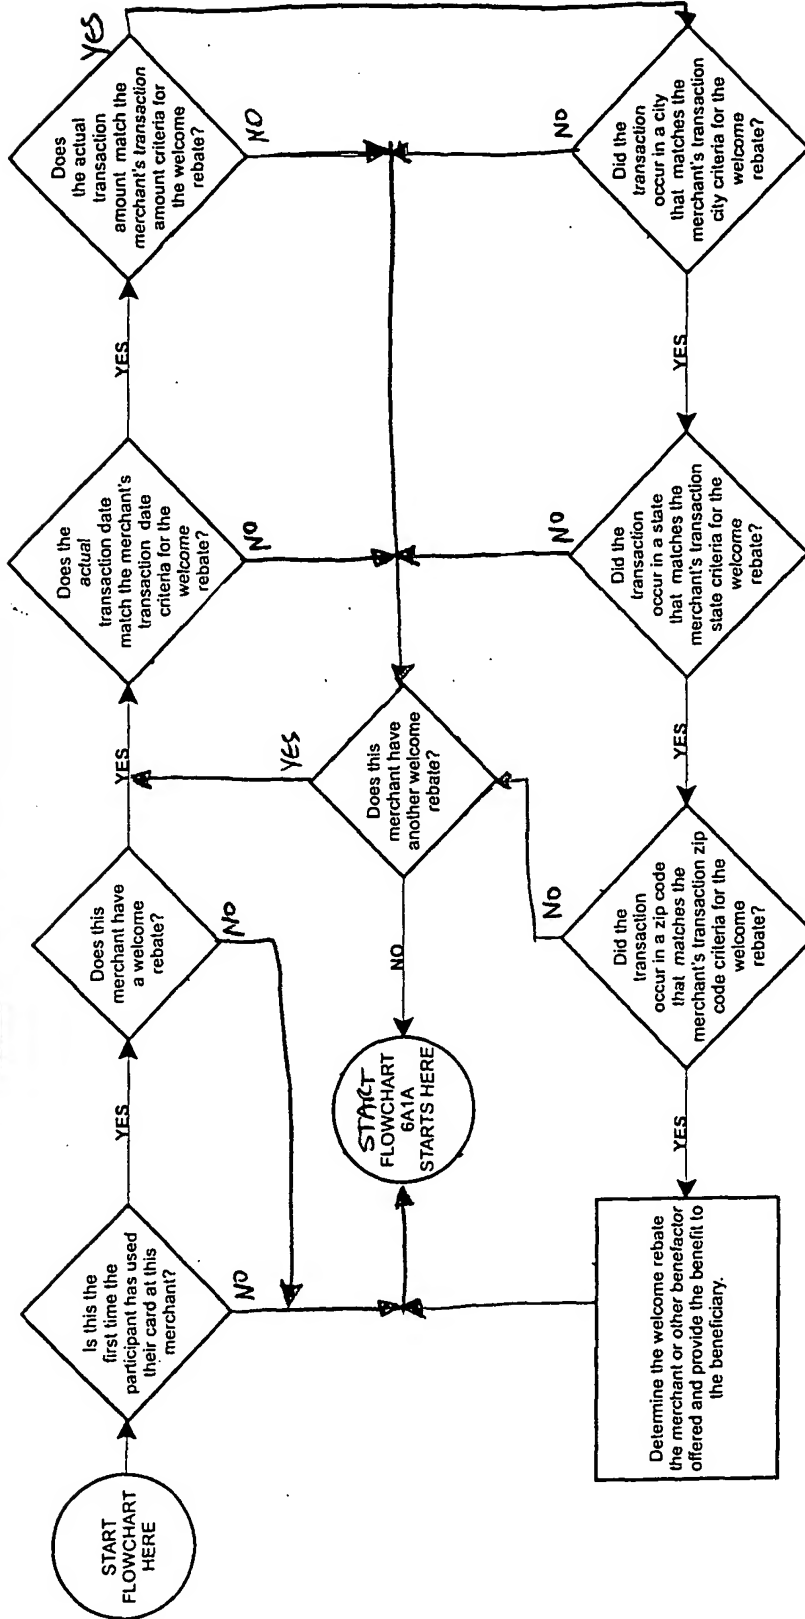 START
FLOWCHART
HERE
Is this the
first time the
participant has used
their card at this
merchant?
YES
NO
Does this
merchant have
a welcome
rebate?
YES
NO
Does the
actual
transaction date
match the merchant's
transaction date
criteria for the
welcome
rebate?
YES
NO
Does
the actual
transaction
amount match the
merchant's transaction
amount criteria for
the welcome
rebate?
YES
NO
START
FLOWCHART
6A1A
STARTS HERE
NO
Does this
merchant have
another welcome
rebate?
YES
Determine the welcome rebate
the merchant or other benefactor
offered and provide the benefit to
the beneficiary.
YES
Did the
transaction
occur in a zip code
that matches the
merchant's transaction zip
code criteria for the
welcome
rebate?
NO
YES
Did the
transaction
occur in a state
that matches the
merchant's transaction
state criteria for the
welcome
rebate?
NO
YES
Did the
transaction
occur in a city
that matches the
merchant's transaction
city criteria for the
welcome
rebate?
NO